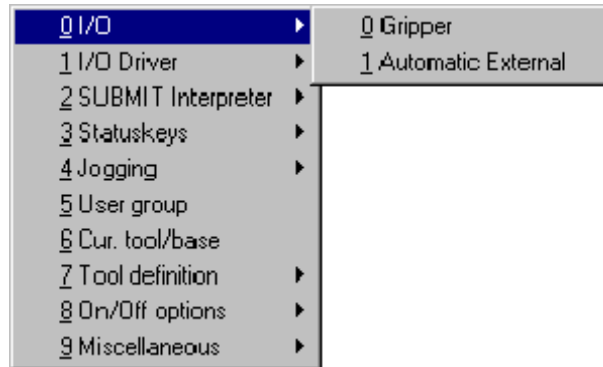 0 I/O
1 I/O Driver
2 SUBMIT Interpreter
3 Statuskeys
4 Jogging
5 User group
6 Cur. tool/base
7 Tool definition
8 On/Off options
9 Miscellaneous
0 Gripper
1 Automatic External